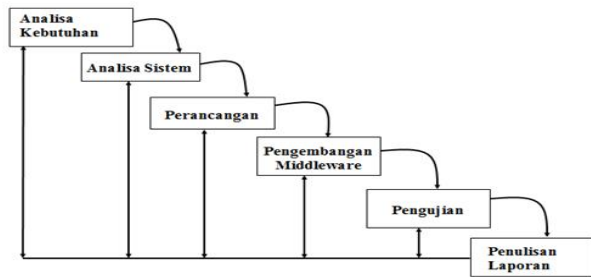 Analisa
Kebutuhan
Analisa Sistem
Perancangan
Pengembangan
Middleware
Pengujian
Penulisan
Laporan